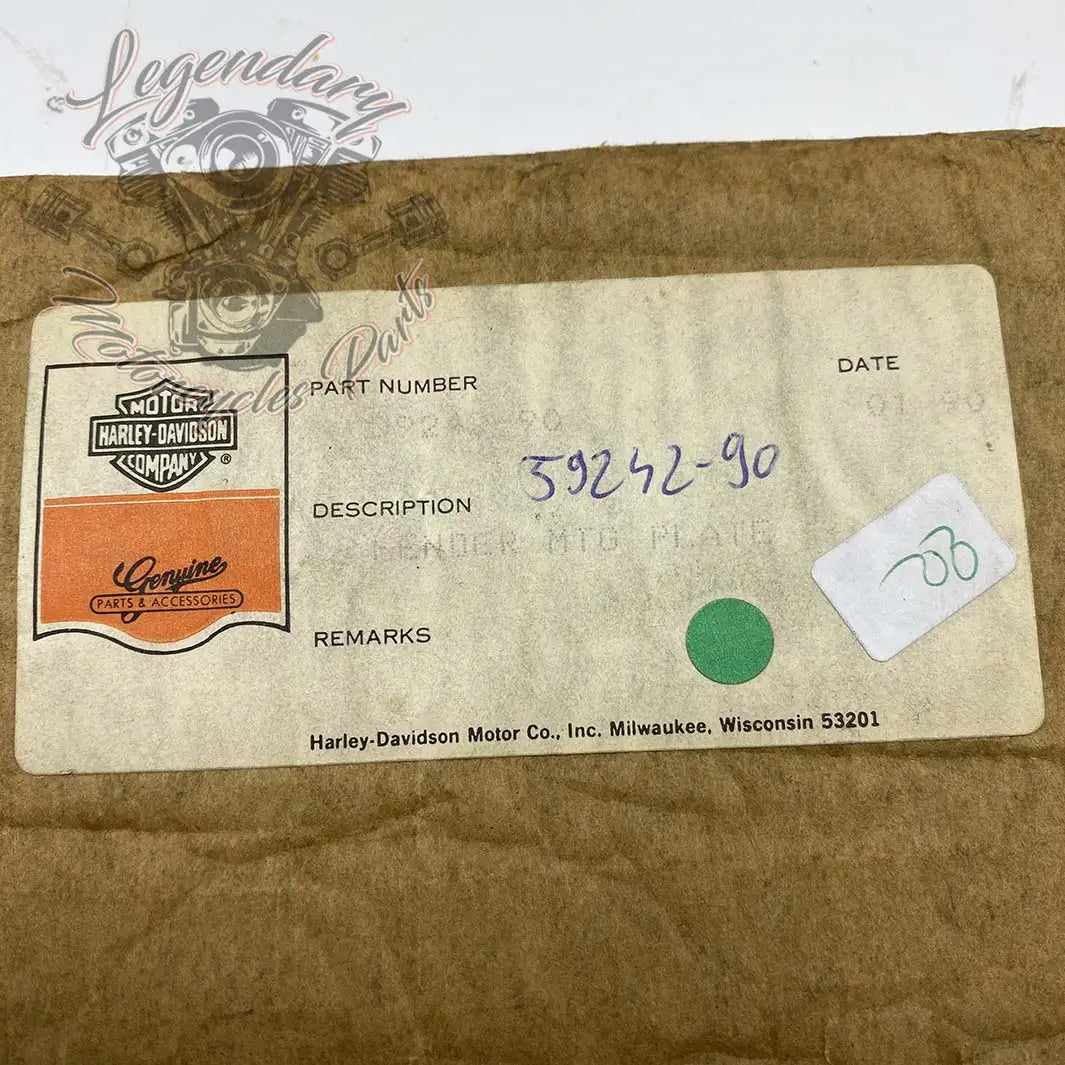 Legendary
Motorcycles Parts
MOTOR
HARLEY-DAVIDSON
COMPANY
®
Genuine
PARTS & ACCESSORIES
PART NUMBER
DATE
59242-90
DESCRIPTION
FENDER MTG PLATE
REMARKS
Harley-Davidson Motor Co., Inc. Milwaukee, Wisconsin 53201